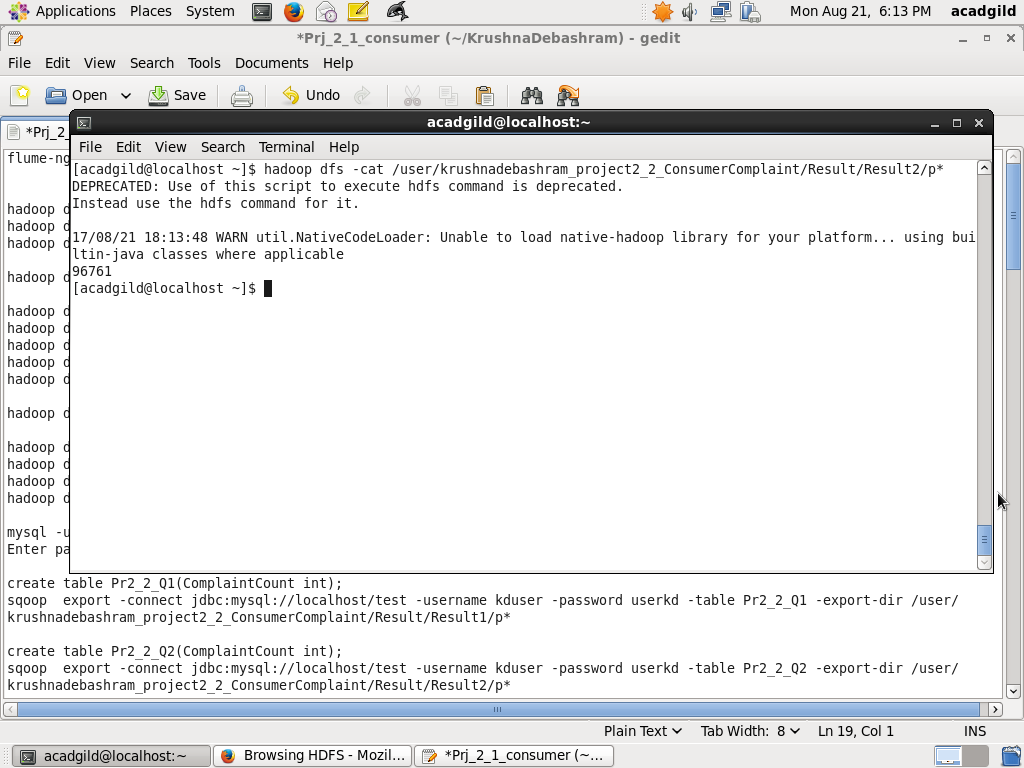 Applications Places System Mon Aug 21, 6:13 PM acadgild
*Prj_2_1_consumer (~/KrushnaDebashram) - gedit
File Edit View Search Tools Documents Help
Open Save Undo
*Prj_2
acadgild@localhost:~
File Edit View Search Terminal Help
[acadgild@localhost ~]$ hadoop dfs -cat /user/krushnadebashram_project2_2_ConsumerComplaint/Result/Result2/p*
DEPRECATED: Use of this script to execute hdfs command is deprecated.
Instead use the hdfs command for it.
17/08/21 18:13:48 WARN util.NativeCodeLoader: Unable to load native-hadoop library for your platform... using bui
ltin-java classes where applicable
96761
[acadgild@localhost ~]$
flume-ng
hadoop d
hadoop d
hadoop d
hadoop d
hadoop d
hadoop d
hadoop d
hadoop d
hadoop d
hadoop d
hadoop d
hadoop d
hadoop d
hadoop d
mysql -u
Enter pa
create table Pr2_2_Q1(ComplaintCount int);
sqoop  export -connect jdbc:mysql://localhost/test -username kduser -password userkd -table Pr2_2_Q1 -export-dir /user/
krushnadebashram_project2_2_ConsumerComplaint/Result/Result1/p*
create table Pr2_2_Q2(ComplaintCount int);
sqoop  export -connect jdbc:mysql://localhost/test -username kduser -password userkd -table Pr2_2_Q2 -export-dir /user/
krushnadebashram_project2_2_ConsumerComplaint/Result/Result2/p*
Plain Text Tab Width: 8 Ln 19, Col 1 INS
acadgild@localhost:~ Browsing HDFS - Mozil... *Prj_2_1_consumer (~...